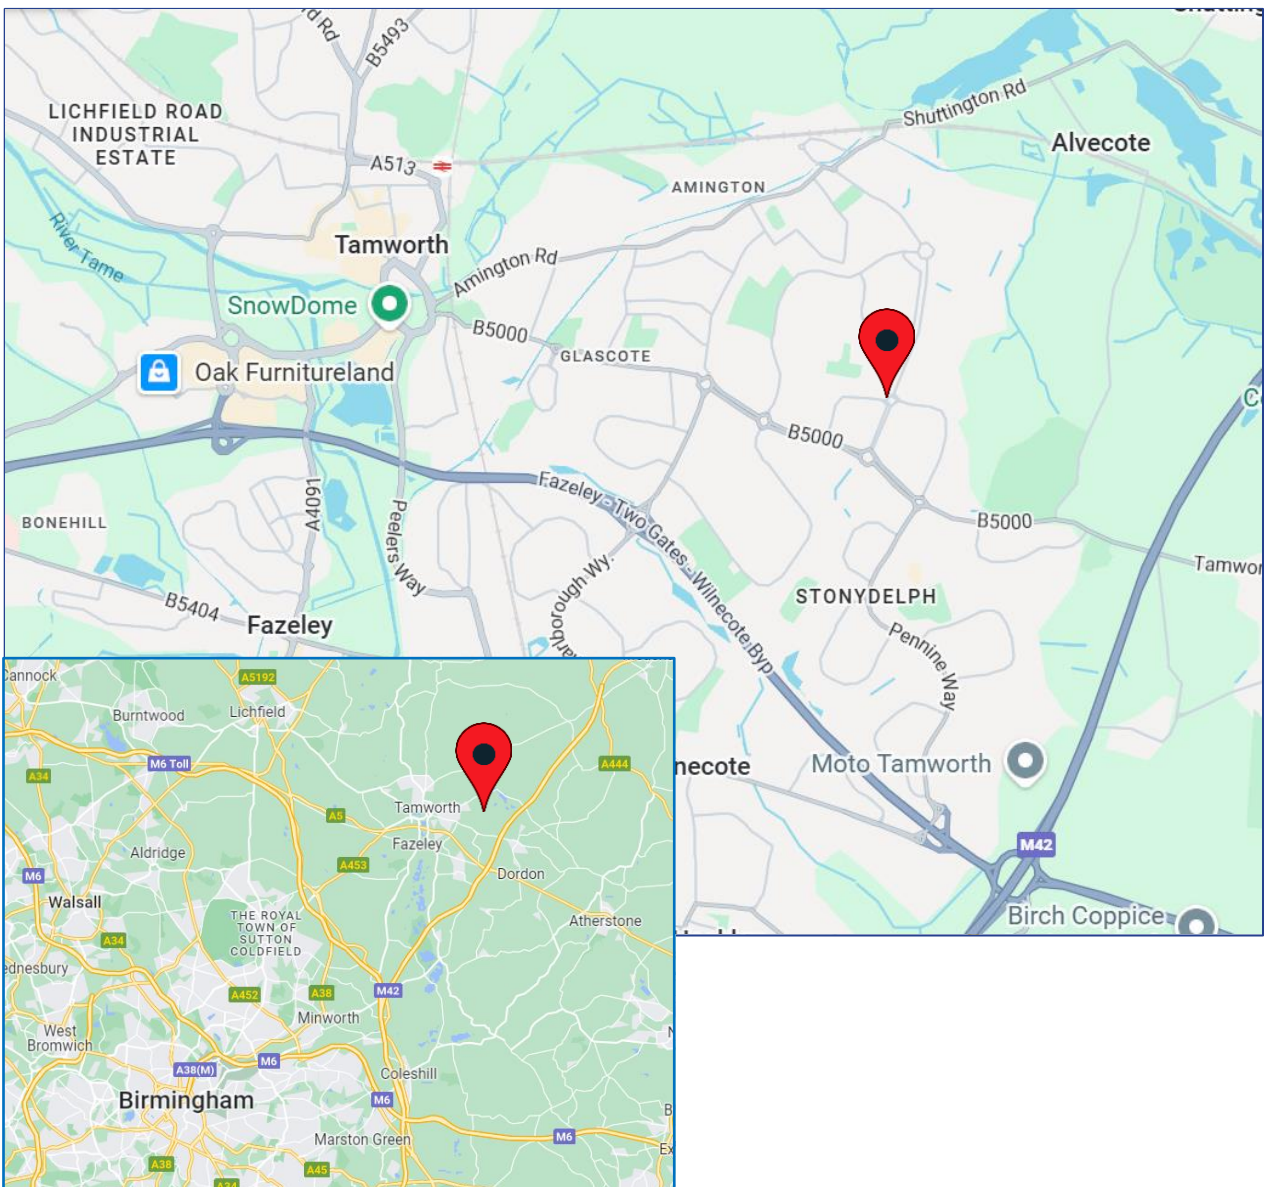 B5493
LICHFIELD ROAD
INDUSTRIAL
ESTATE
A513
Shuttington Rd
Alvecote
AMINGTON
River Tame
Tamworth
Amington Rd
SnowDome
B5000
GLASCOTE
Oak Furnitureland
B5000
Fazeley - Two Gates - Wilnecote Byp
A4091
Peelers Way
BONEHILL
B5000
B5404
STONYDELPH
Fazeley
Pennine Way
Moto Tamworth
M42
Birch Coppice
A5192
Burntwood
Lichfield
M6 Toll
A34
A444
Tamworth
A5
Fazeley
Aldridge
A453
Dordon
M6
Walsall
THE ROYAL
TOWN OF
SUTTON
COLDFIELD
Atherstone
A34
A452
A38
M42
Minworth
West
Bromwich
M6
A38(M)
Coleshill
Birmingham
M6
Marston Green
M6
A38
A45
A34